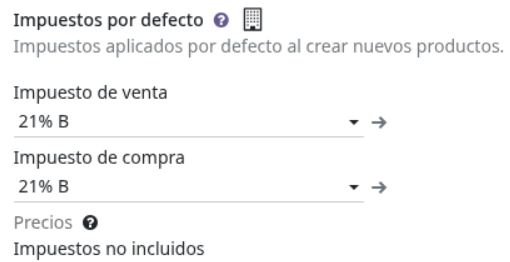 Impuestos por defecto ?
Impuestos aplicados por defecto al crear nuevos productos.
Impuesto de venta
21% B
Impuesto de compra
21% B
Precios ?
Impuestos no incluidos